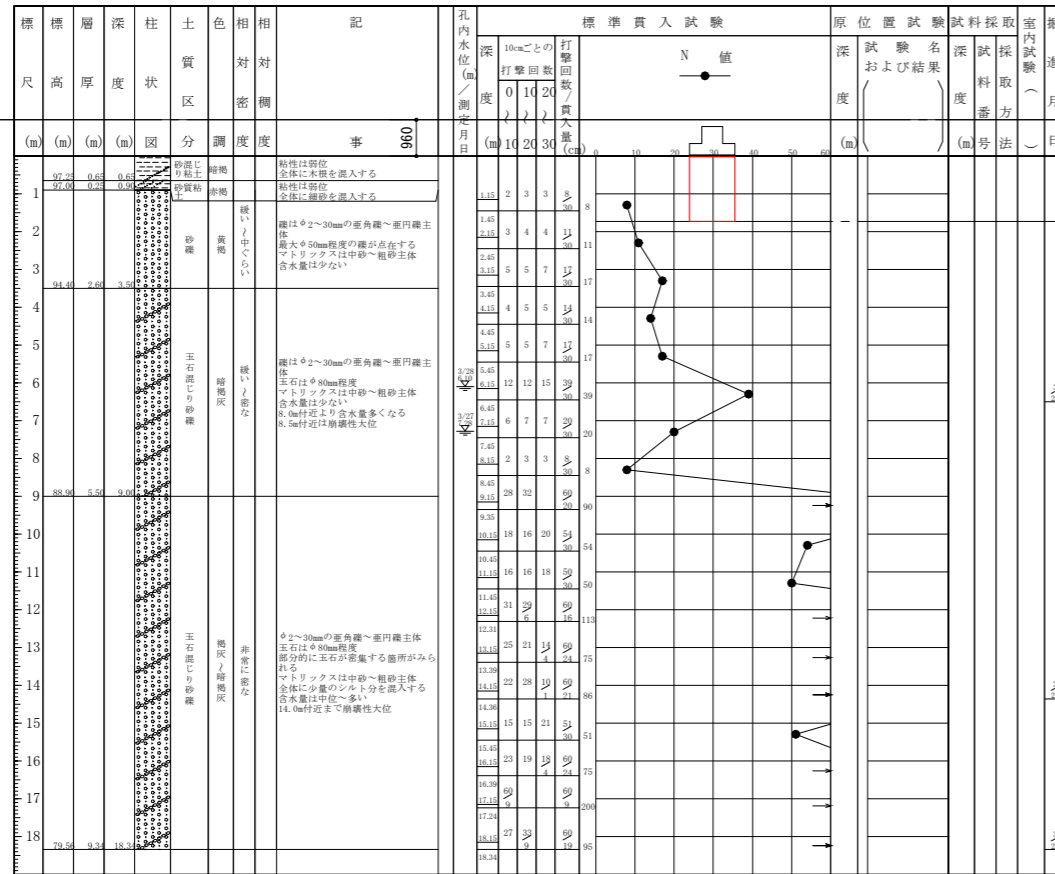 標尺 (m)
標高 (m)
層厚 (m)
深度 (m)
柱状図
土質区分
色調
相対密度
相対稠度
記事
960
孔内水位(m)/測定月日
標準貫入試験
深度 (m)
10cmごとの打撃回数
0 10 20
~ ~ ~
10 20 30
打撃回数/貫入量(cm)
N 値
0 10 20 30 40 50 60
原位置試験
深度 (m)
試験名および結果
試料採取
深度 (m)
試料番号
採取方法
室内試験( )
97.25 0.65 0.65 砂混じり粘土 暗褐
粘性は弱位
全体に木根を混入する
97.00 0.25 0.90 砂質粘土 赤褐
粘性は弱位
全体に細砂を混入する
94.40 2.60 3.50 砂礫 黄褐 緩い~中ぐらい
礫はφ2~30mmの亜角礫~亜円礫主
体
最大φ50mm程度の礫が点在する
マトリックスは中砂~粗砂主体
含水量は少ない
88.90 5.50 9.00 玉石混じり砂礫 暗褐灰 緩い~密な
礫はφ2~30mmの亜角礫~亜円礫主
体
玉石はφ80mm程度
マトリックスは中砂~粗砂主体
含水量は少ない
8.0m付近より含水量多くなる
8.5m付近は崩壊性大位
79.56 9.34 18.34 玉石混じり砂礫 褐灰~暗褐灰 非常に密な
φ2~30mmの亜角礫~亜円礫主体
玉石はφ80mm程度
部分的に玉石が密集する箇所がみら
れる
マトリックスは中砂~粗砂主体
全体に少量のシルト分を混入する
含水量は中位~多い
14.0m付近まで崩壊性大位
1
2
3
4
5
6
7
8
9
10
11
12
13
14
15
16
17
18
3/28
6.10
3/27
1.15 2 3 3 8/30 8
1.45
2.15 3 4 4 11/30 11
2.45
3.15 5 5 7 17/30 17
3.45
4.15 4 5 5 14/30 14
4.45
5.15 5 5 7 17/30 17
5.45
6.15 12 12 15 39/30 39
6.45
7.15 6 7 7 20/30 20
7.45
8.15 2 3 3 8/30 8
8.45
9.15 28 32 60/20 90
9.35
10.15 18 16 20 54/30 54
10.45
11.15 16 16 18 50/30 50
11.45
12.15 31 29/6 60/16 113
12.31
13.15 25 21 14/4 60/24 75
13.39
14.15 22 28 10/1 60/21 86
14.36
15.15 15 15 21 51/30 51
15.45
16.15 23 19 18/4 60/24 75
16.39
17.15 60/9 60/9 200
17.24
18.15 27 33/9 60/19 95
18.34